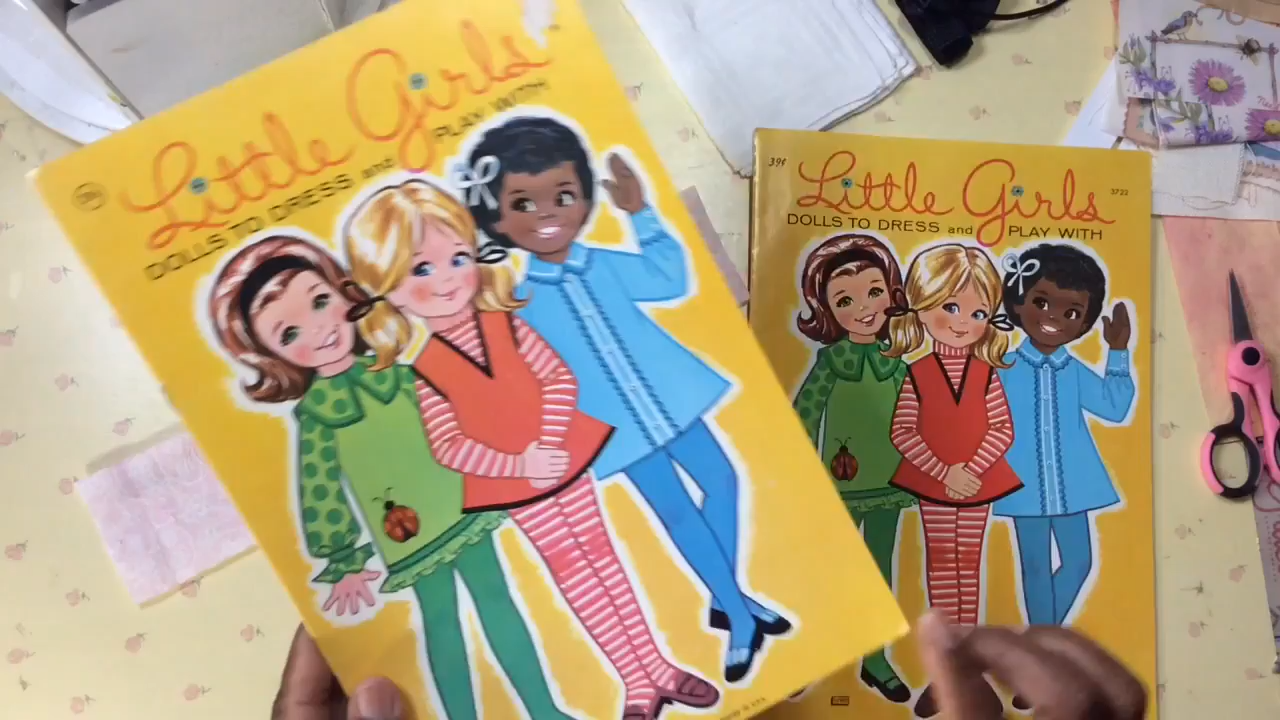 Little Girls
DOLLS TO DRESS and PLAY WITH
39¢
3723
Little Girls
DOLLS TO DRESS and PLAY WITH